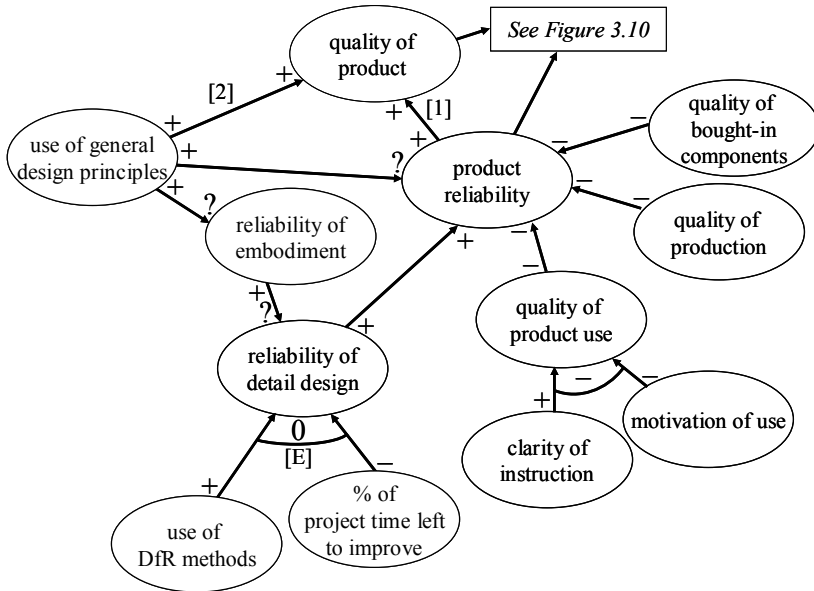 quality of
product
See Figure 3.10
+
[2]
+
+
[1]
+
use of general
design principles
+
+
?
product
reliability
–
–
quality of
bought-in
components
+
?
reliability of
embodiment
–
–
quality of
production
+
–
–
+
?
quality of
product use
reliability of
detail design
+
–
+
–
0
[E]
+
–
clarity of
instruction
motivation of use
use of
DfR methods
% of
project time left
to improve